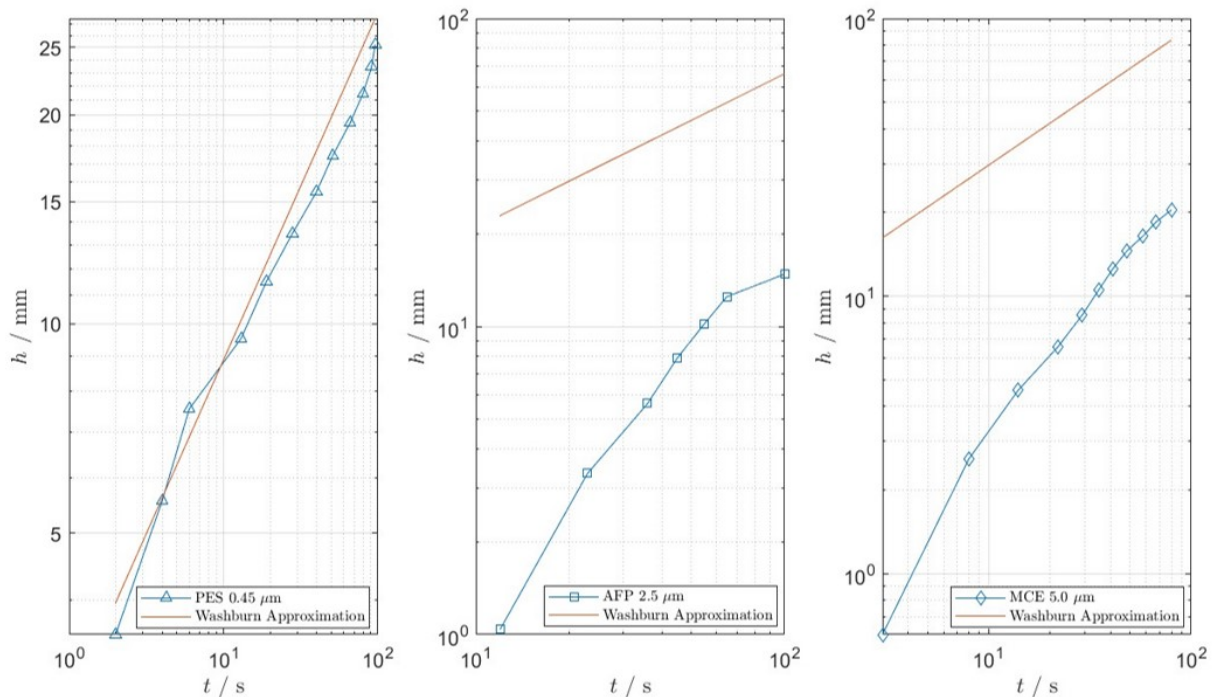 25
20
15
10
5
h / mm
PES 0.45 μm
Washburn Approximation
10^0
10^1
10^2
t / s
10^2
10^1
10^0
h / mm
AFP 2.5 μm
Washburn Approximation
10^2
t / s
10^2
10^1
10^0
h / mm
MCE 5.0 μm
Washburn Approximation
10^1
10^2
t / s